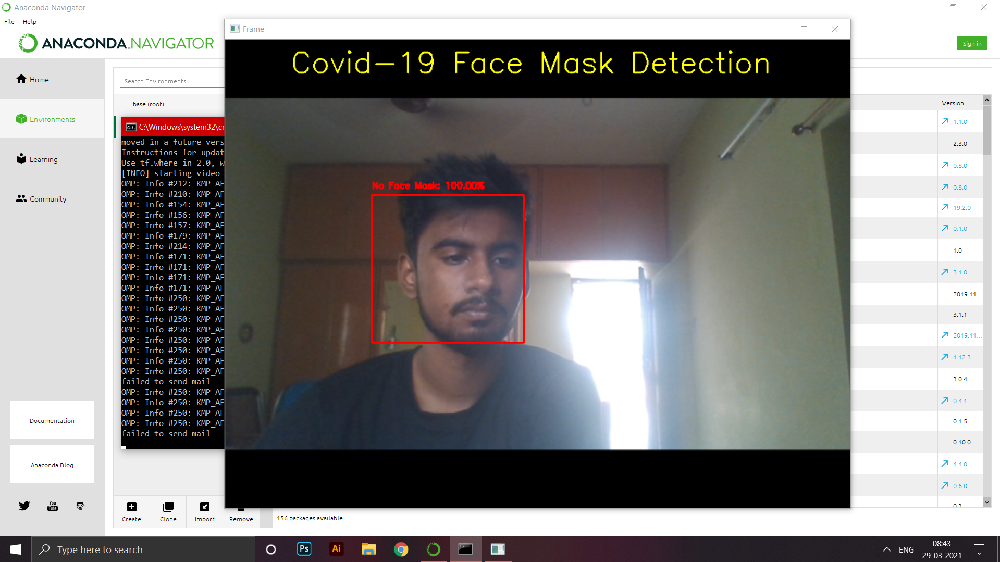 Anaconda Navigator
File Help
ANACONDA.NAVIGATOR
Sign in
Home
Environments
Learning
Community
Documentation
Anaconda Blog
You
Tube
Search Environments
base (root)
C:\Windows\system32\cr
moved in a future vers
Instructions for updat
Use tf.where in 2.0, w
[INFO] starting video
OMP: Info #212: KMP_AF
OMP: Info #210: KMP_AF
OMP: Info #154: KMP_AF
OMP: Info #156: KMP_AF
OMP: Info #157: KMP_AF
OMP: Info #179: KMP_AF
OMP: Info #214: KMP_AF
OMP: Info #171: KMP_AF
OMP: Info #171: KMP_AF
OMP: Info #171: KMP_AF
OMP: Info #171: KMP_AF
OMP: Info #250: KMP_AF
OMP: Info #250: KMP_AF
OMP: Info #250: KMP_AF
OMP: Info #250: KMP_AF
OMP: Info #250: KMP_AF
OMP: Info #250: KMP_AF
OMP: Info #250: KMP_AF
OMP: Info #250: KMP_AF
failed to send mail
OMP: Info #250: KMP_AF
OMP: Info #250: KMP_AF
OMP: Info #250: KMP_AF
OMP: Info #250: KMP_AF
failed to send mail
Frame
Covid-19 Face Mask Detection
No Face Mask: 100.00%
Version
1.1.0
2.3.0
0.8.0
0.8.0
19.2.0
0.1.0
1.0
3.1.0
2019.11...
3.1.1
2019.11...
1.12.3
3.0.4
0.4.1
0.1.5
0.10.0
4.4.0
0.6.0
0.3
Create Clone Import Remove
156 packages available
Type here to search
Ps
Ai
ENG
08:43
29-03-2021